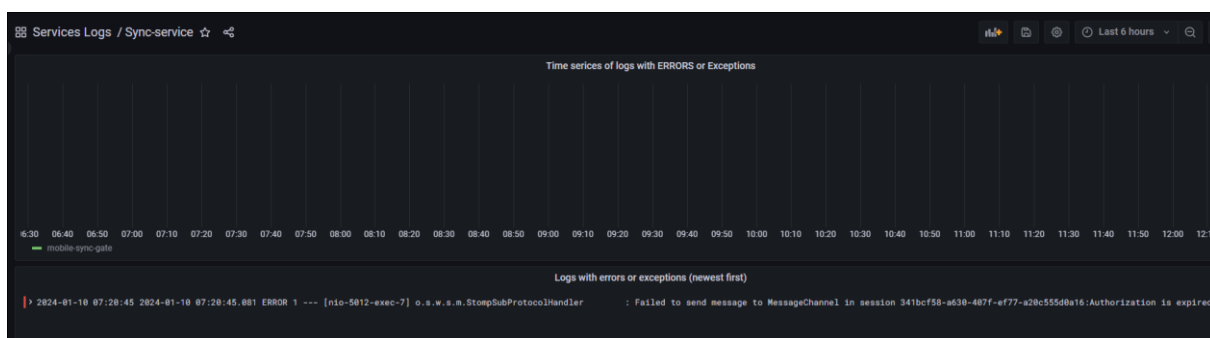 Services Logs / Sync-service
Last 6 hours
Time serices of logs with ERRORS or Exceptions
06:40 06:50 07:00 07:10 07:20 07:30 07:40 07:50 08:00 08:10 08:20 08:30 08:40 08:50 09:00 09:10 09:20 09:30 09:40 09:50 10:00 10:10 10:20 10:30 10:40 10:50 11:00 11:10 11:20 11:30 11:40 11:50 12:00
mobile-sync-gate
Logs with errors or exceptions (newest first)
> 2024-01-10 07:20:45 2024-01-10 07:20:45.081 ERROR 1 --- [nio-5012-exec-7] o.s.w.s.m.StompSubProtocolHandler : Failed to send message to MessageChannel in session 341bcf58-a630-407f-ef77-a20c555d0a16:Authorization is expired